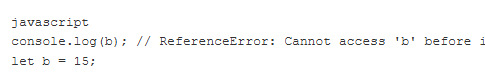 javascript
console.log(b); // ReferenceError: Cannot access 'b' before
let b = 15;